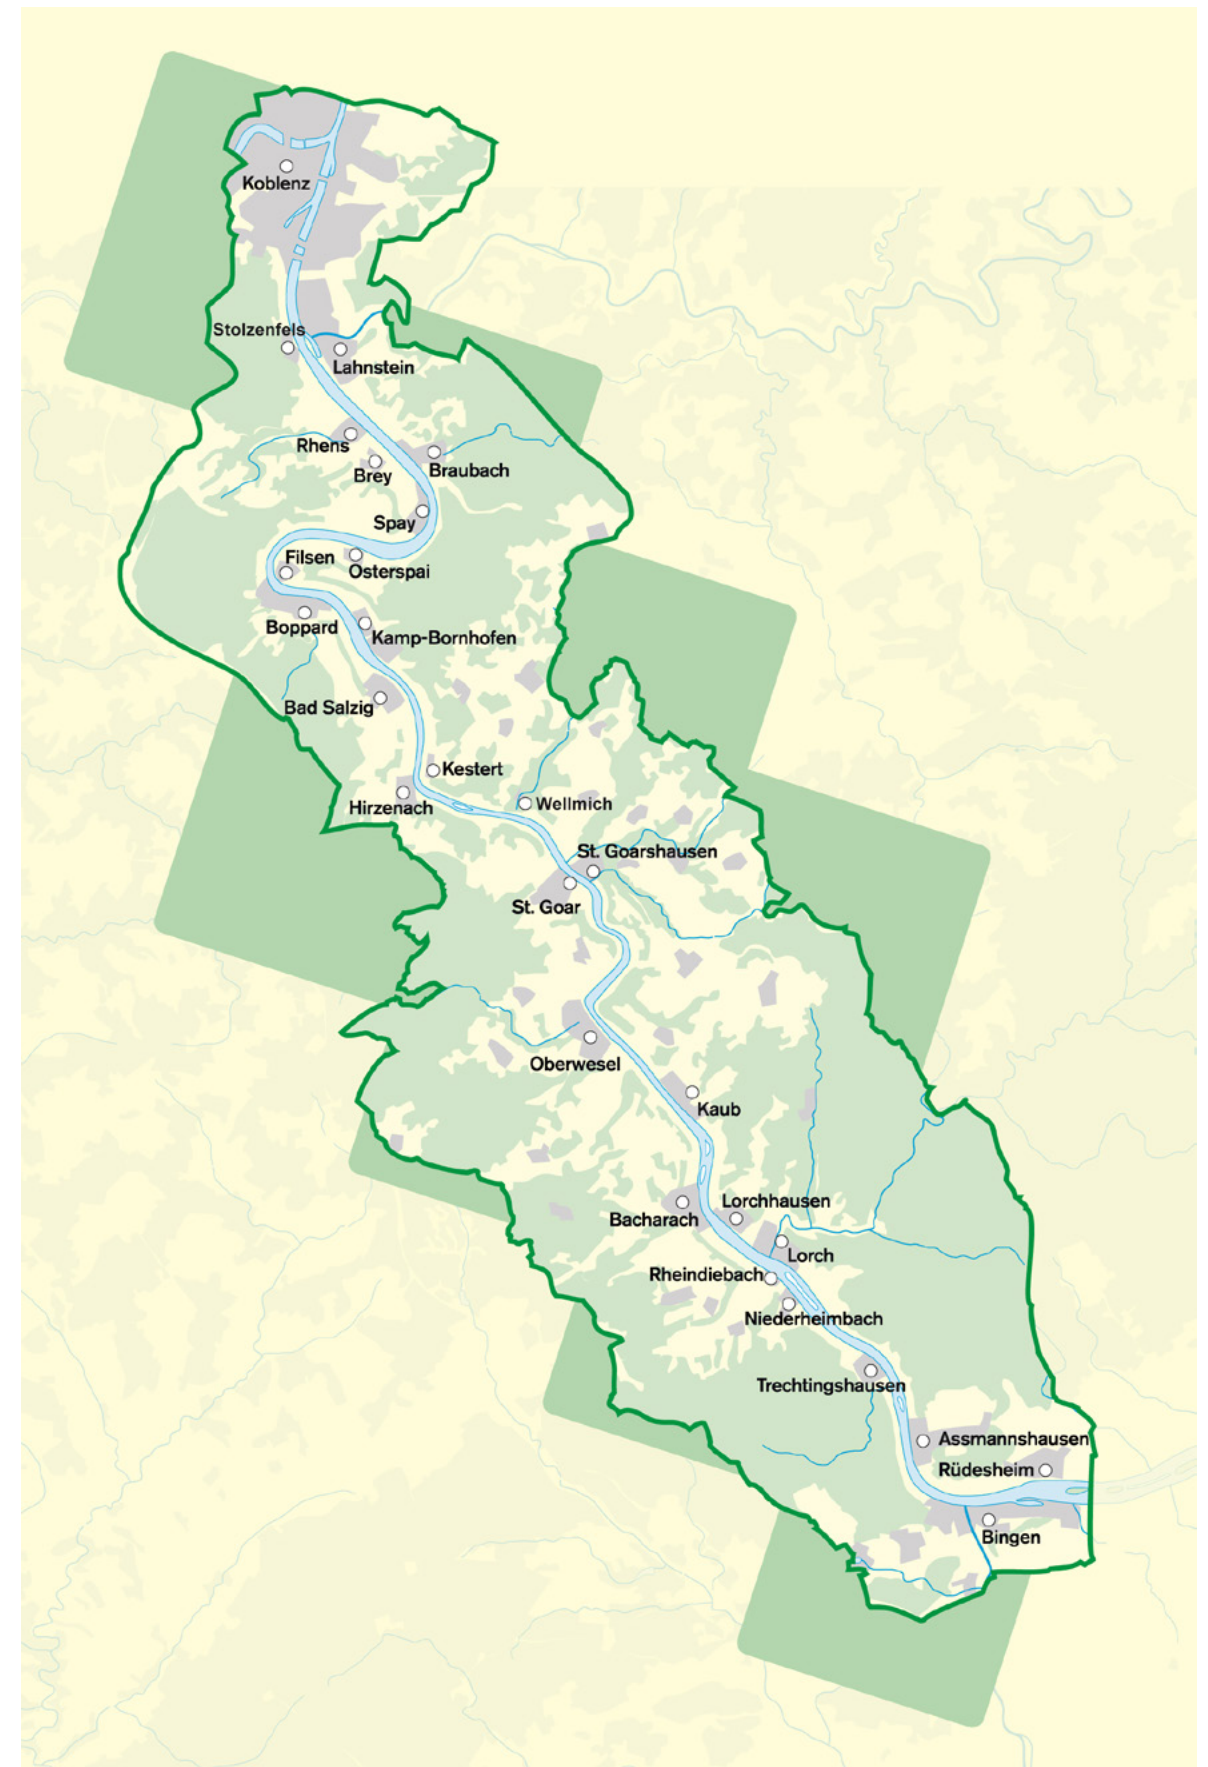 Koblenz
Stolzenfels
Lahnstein
Rhens
Brey
Braubach
Spay
Filsen
Osterspai
Boppard
Kamp-Bornhofen
Bad Salzig
Kestert
Hirzenach
Wellmich
St. Goarshausen
St. Goar
Oberwesel
Kaub
Lorchhausen
Bacharach
Lorch
Rheindiebach
Niederheimbach
Trechtingshausen
Assmannshausen
Rüdesheim
Bingen